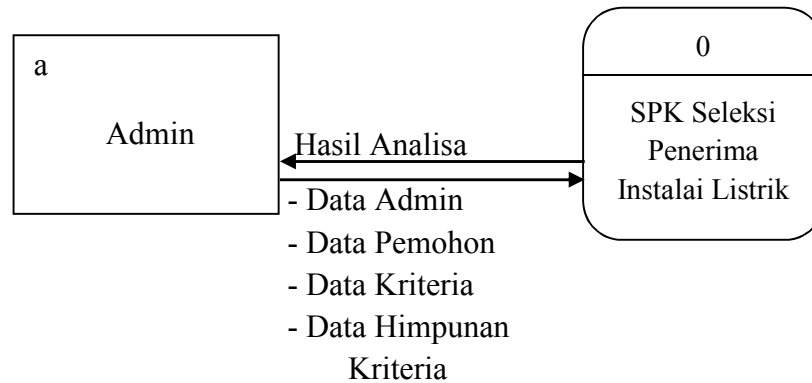 a
Admin
Hasil Analisa
- Data Admin
- Data Pemohon
- Data Kriteria
- Data Himpunan
Kriteria
0
SPK Seleksi
Penerima
Instalai Listrik